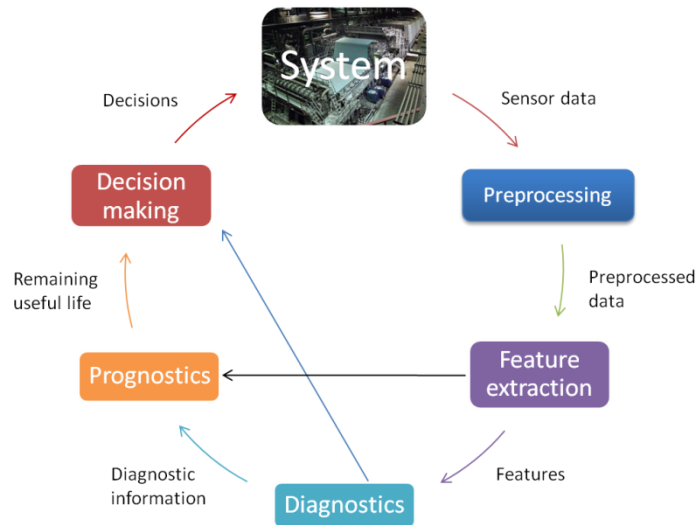 System
Decisions
Sensor data
Decision
making
Preprocessing
Remaining
useful life
Preprocessed
data
Prognostics
Feature
extraction
Diagnostic
information
Features
Diagnostics